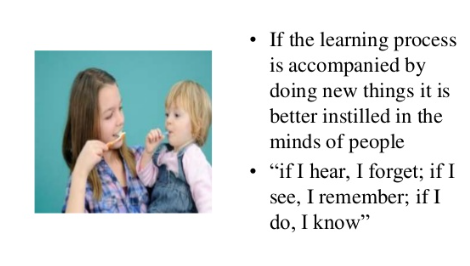 • If the learning process
is accompanied by
doing new things it is
better instilled in the
minds of people
• “if I hear, I forget; if I
see, I remember; if I
do, I know”